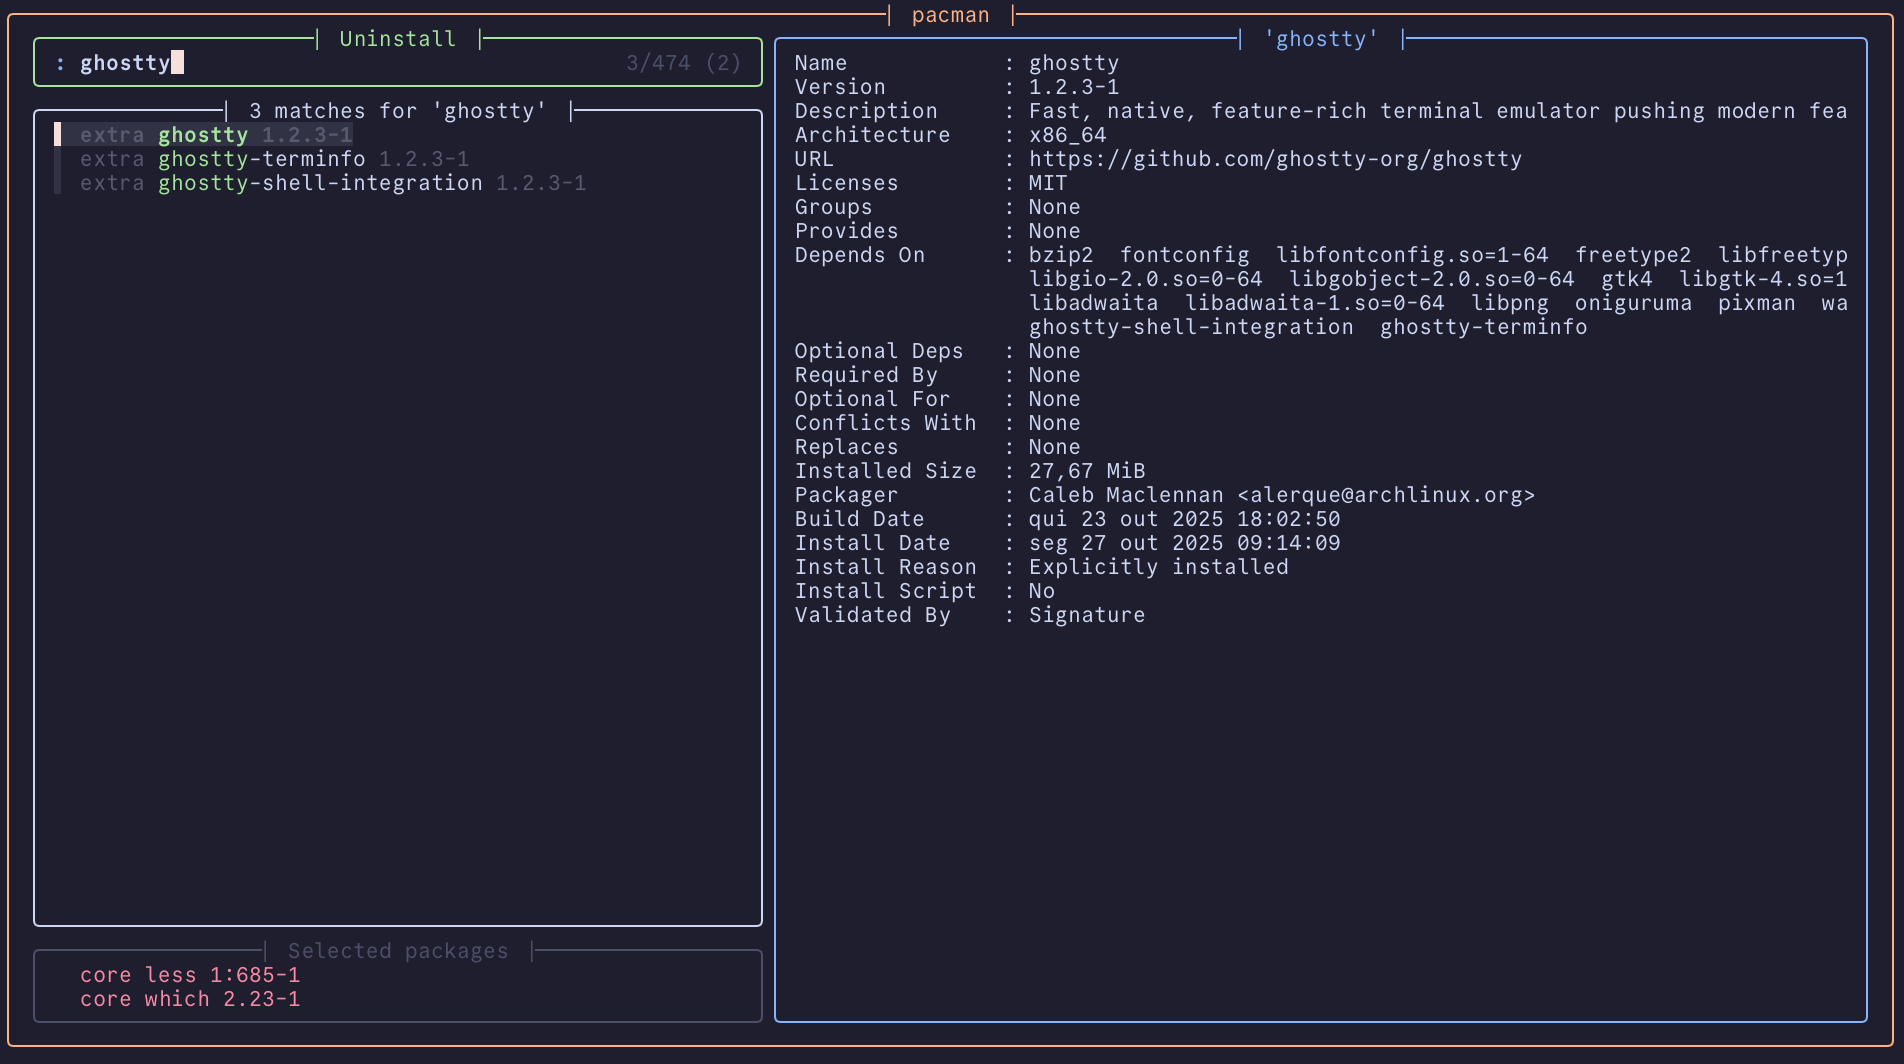 pacman
Uninstall
: ghostty 3/474 (2)
3 matches for 'ghostty'
extra ghostty 1.2.3-1
extra ghostty-terminfo 1.2.3-1
extra ghostty-shell-integration 1.2.3-1
Selected packages
core less 1:685-1
core which 2.23-1
'ghostty'
Name : ghostty
Version : 1.2.3-1
Description : Fast, native, feature-rich terminal emulator pushing modern fea
Architecture : x86_64
URL : https://github.com/ghostty-org/ghostty
Licenses : MIT
Groups : None
Provides : None
Depends On : bzip2 fontconfig libfontconfig.so=1-64 freetype2 libfreetyp
libgio-2.0.so=0-64 libgobject-2.0.so=0-64 gtk4 libgtk-4.so=1
libadwaita libadwaita-1.so=0-64 libpng oniguruma pixman wa
ghostty-shell-integration ghostty-terminfo
Optional Deps : None
Required By : None
Optional For : None
Conflicts With : None
Replaces : None
Installed Size : 27,67 MiB
Packager : Caleb Maclennan <alerque@archlinux.org>
Build Date : qui 23 out 2025 18:02:50
Install Date : seg 27 out 2025 09:14:09
Install Reason : Explicitly installed
Install Script : No
Validated By : Signature